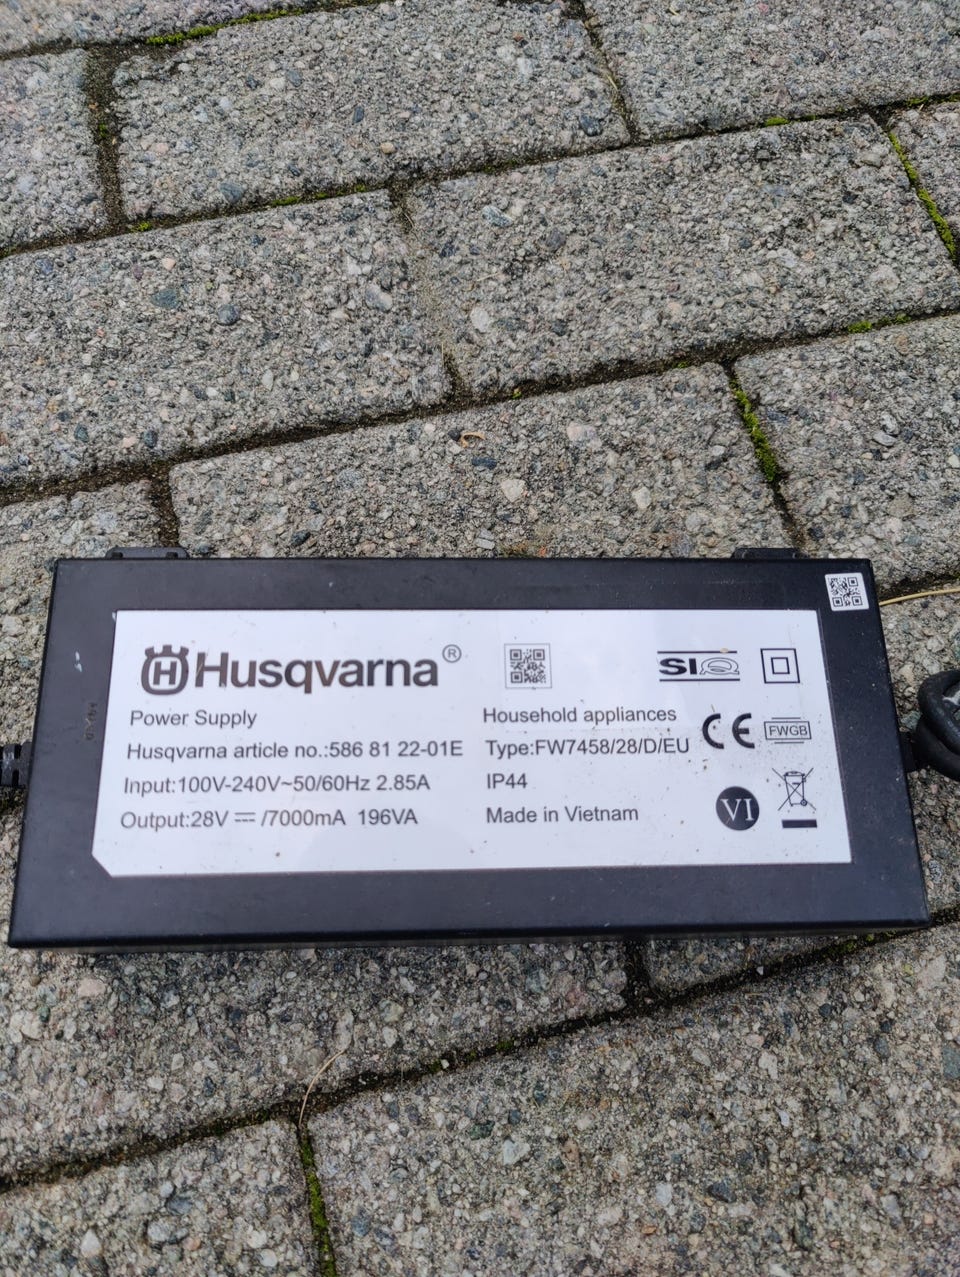 Husqvarna®
Power Supply
Husqvarna article no.:586 81 22-01E
Input:100V-240V~50/60Hz 2.85A
Output:28V ⎓ /7000mA 196VA
Household appliances
Type:FW7458/28/D/EU
IP44
Made in Vietnam
SIQ
CE
FWGB
VI